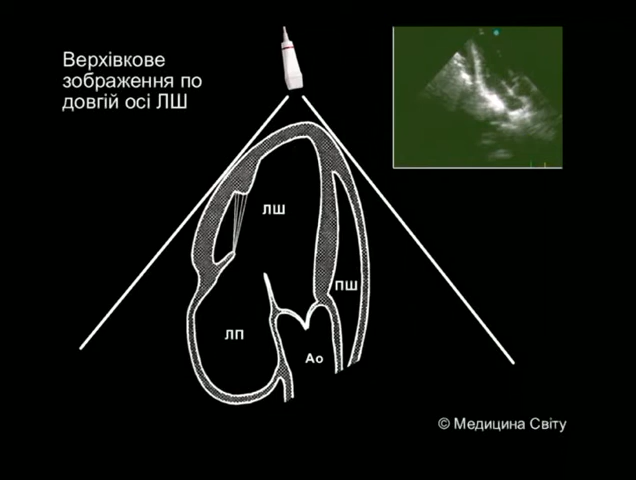 Верхівкове
зображення по
довгій осі ЛШ
ЛШ
ПШ
ЛП
Ао
© Медицина Світу